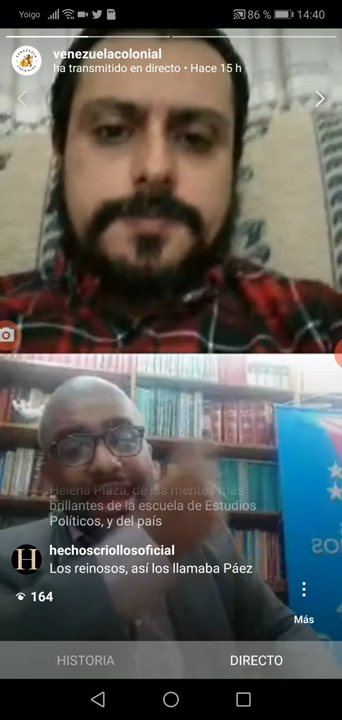 Yoigo 86 % 14:40
venezuelacolonial
ha transmitido en directo • Hace 15 h
Helena Plaza, de las mentes más
brillantes de la escuela de Estudios
Políticos, y del país
H hechoscriollosoficial
Los reinosos, así los llamaba Páez
164
Más
HISTORIA DIRECTO